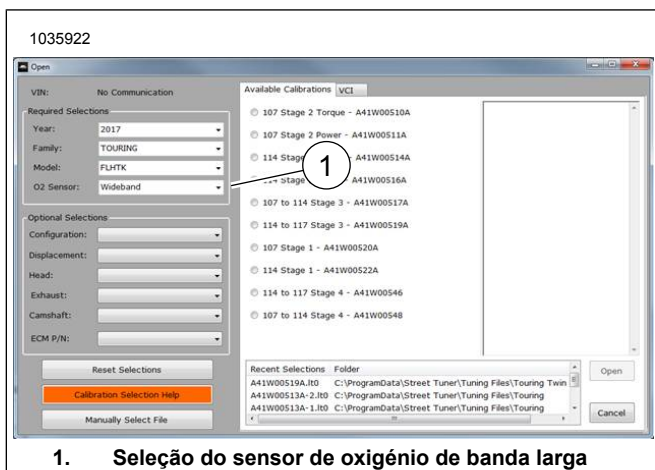 1035922
Open
VIN: No Communication
Required Selections
Year: 2017
Family: TOURING
Model: FLHTK
O2 Sensor: Wideband
Optional Selections
Configuration:
Displacement:
Head:
Exhaust:
Camshaft:
ECM P/N:
Reset Selections
Calibration Selection Help
Manually Select File
Available Calibrations VCI
107 Stage 2 Torque - A41W00510A
107 Stage 2 Power - A41W00511A
114 Stage - A41W00514A
114 Stage A41W00516A
107 to 114 Stage 3 - A41W00517A
114 to 117 Stage 3 - A41W00519A
107 Stage 1 - A41W00520A
114 Stage 1 - A41W00522A
114 to 117 Stage 4 - A41W00546
107 to 114 Stage 4 - A41W00548
1
Recent Selections Folder
A41W00519A.lt0 C:\ProgramData\Street Tuner\Tuning Files\Touring Twin
A41W00513A-2.lt0 C:\ProgramData\Street Tuner\Tuning Files\Touring
A41W00513A-1.lt0 C:\ProgramData\Street Tuner\Tuning Files\Touring
Open
Cancel
1. Seleção do sensor de oxigénio de banda larga